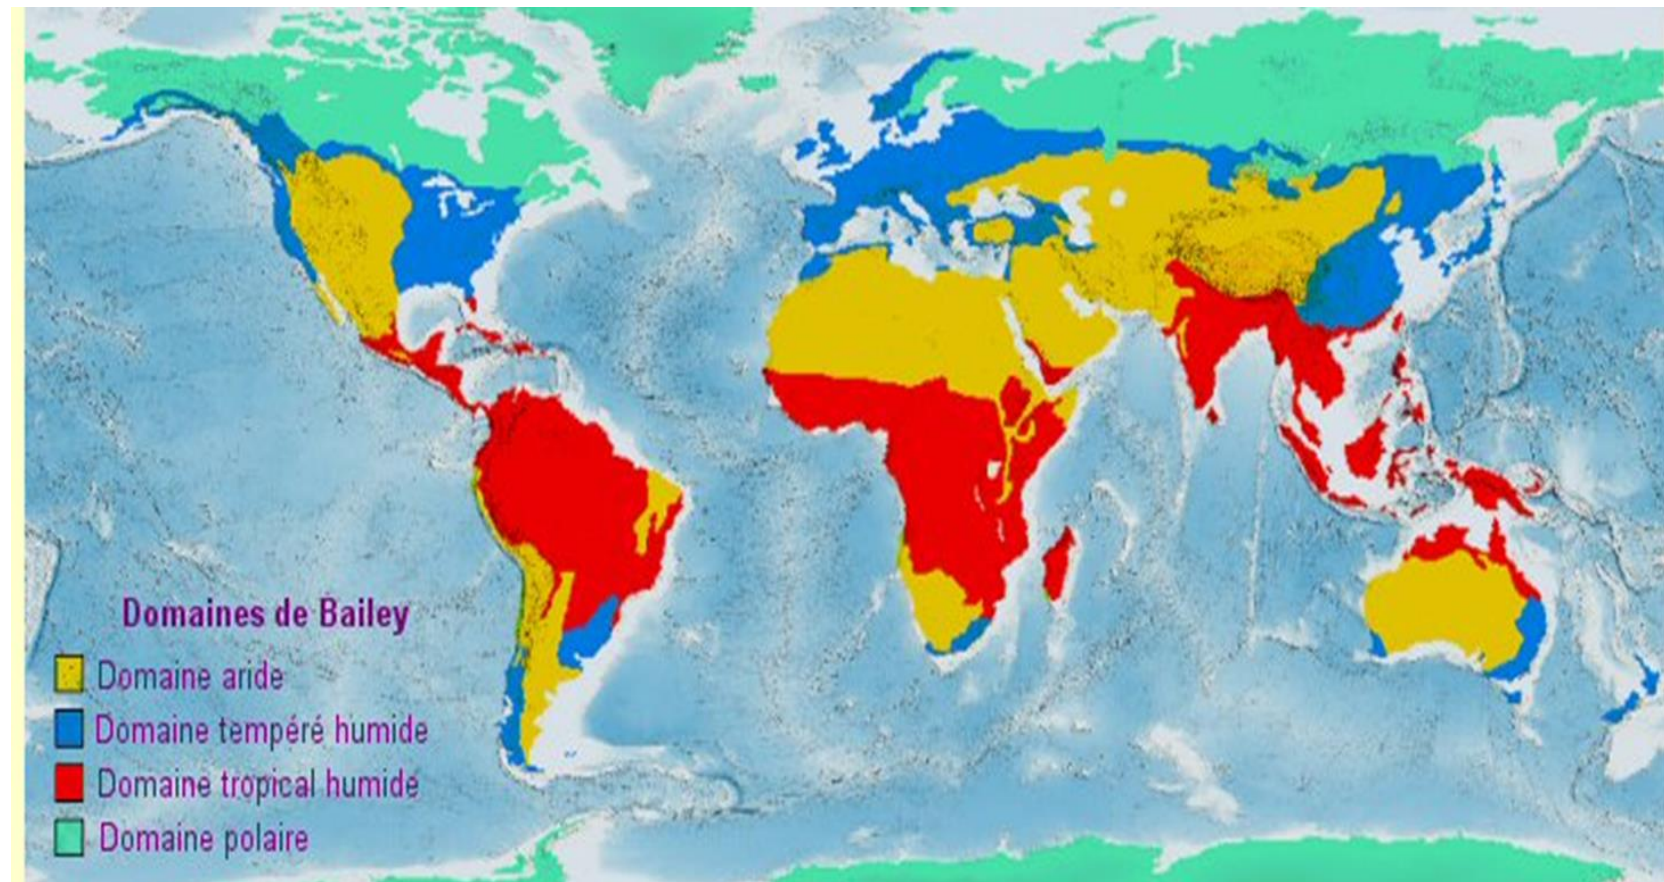 Domaines de Bailey
Domaine aride
Domaine tempéré humide
Domaine tropical humide
Domaine polaire